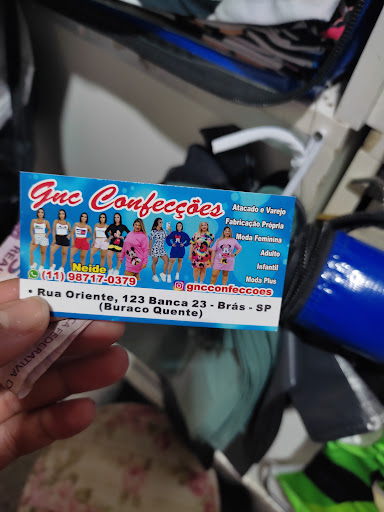 Gnc Confecções
Atacado e Varejo
Fabricação Própria
Moda Feminina
Adulto
Infantil
Moda Plus
Neide
(11) 98717-0379
gncconfeccoes
• Rua Oriente, 123 Banca 23 - Brás - SP
(Buraco Quente)